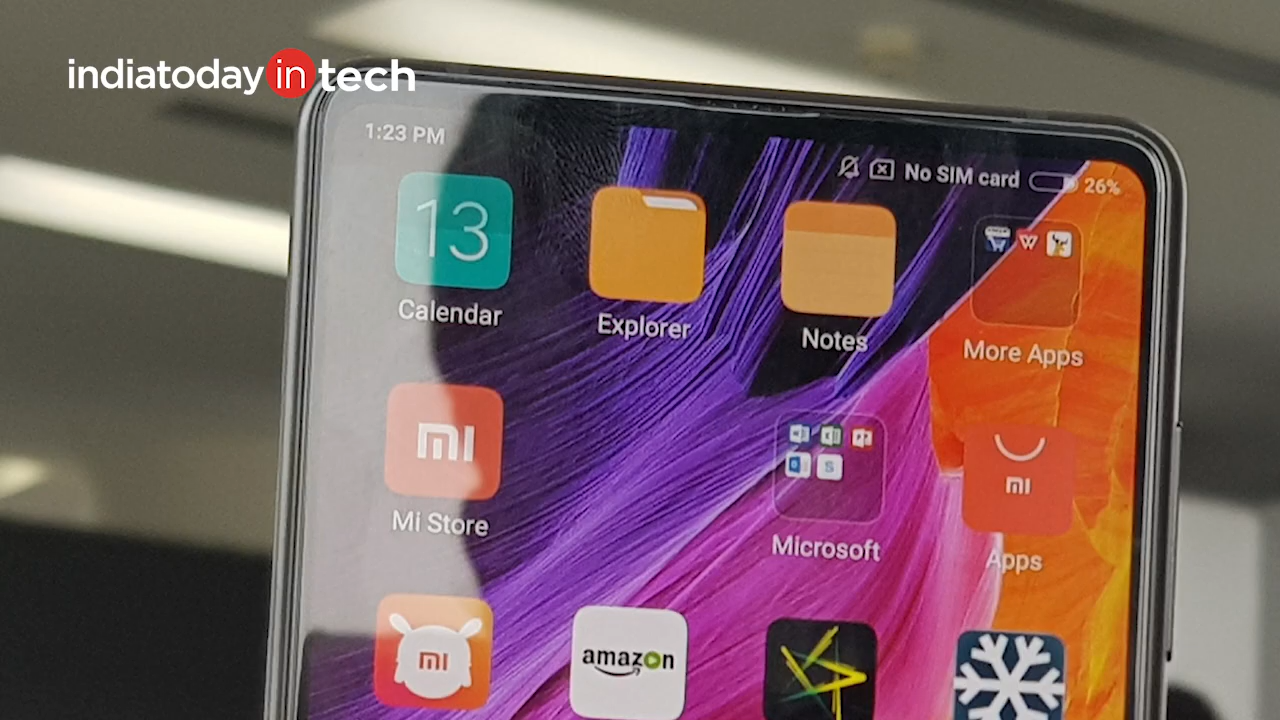 indiatoday in tech
1:23 PM
No SIM card 26%
13
Calendar
Explorer
Notes
More Apps
mi
Mi Store
Microsoft
mi
Apps
mi
amazon